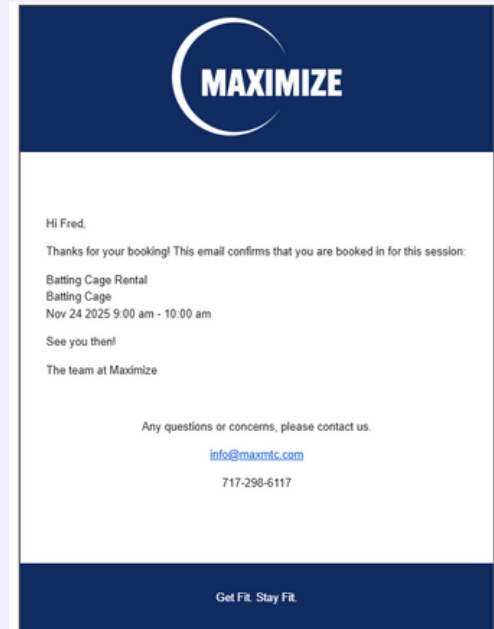 MAXIMIZE
Hi Fred,
Thanks for your booking! This email confirms that you are booked in for this session:
Batting Cage Rental
Batting Cage
Nov 24 2025 9:00 am - 10:00 am
See you then!
The team at Maximize
Any questions or concerns, please contact us.
info@maxmtc.com
717-298-6117
Get Fit. Stay Fit.